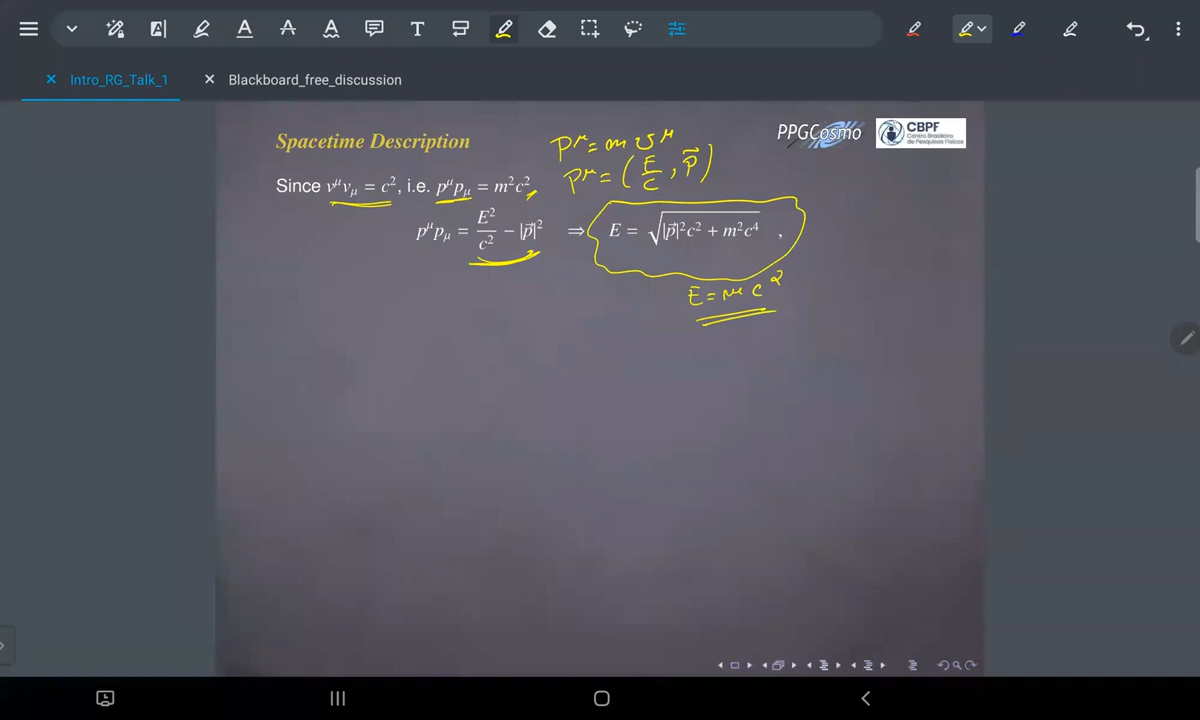 Intro_RG_Talk_1
Blackboard_free_discussion
Spacetime Description
PPGCosmo
CBPF
Centro Brasileiro
de Pesquisas Físicas
p^μ = m v^μ
p^μ = (E/c, p⃗)
Since v^μ v_μ = c², i.e. p^μ p_μ = m²c²,
p^μ p_μ = E²/c² − |p⃗|² ⇒ E = √(|p⃗|²c² + m²c⁴) ,
E = m c²